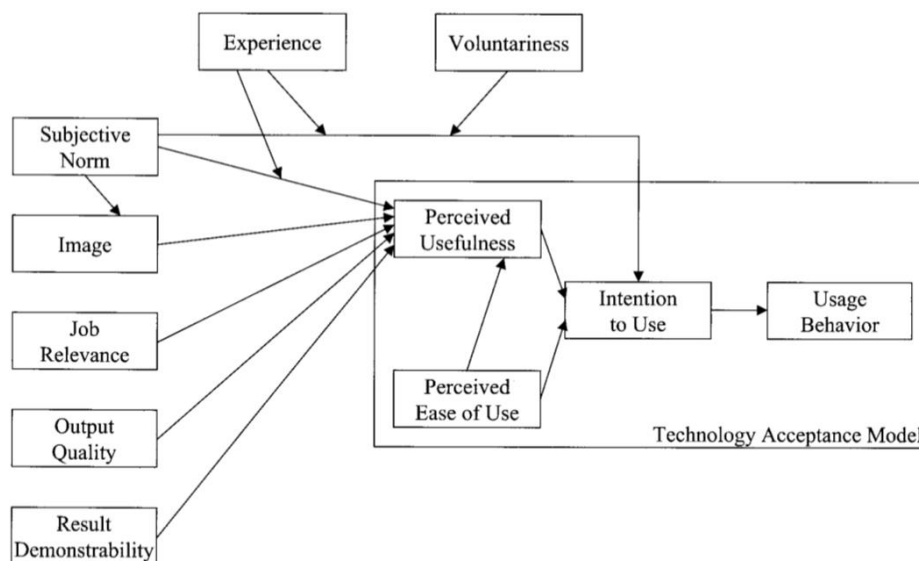 Experience
Voluntariness
Subjective
Norm
Image
Job
Relevance
Output
Quality
Result
Demonstrability
Perceived
Usefulness
Perceived
Ease of Use
Intention
to Use
Usage
Behavior
Technology Acceptance Model